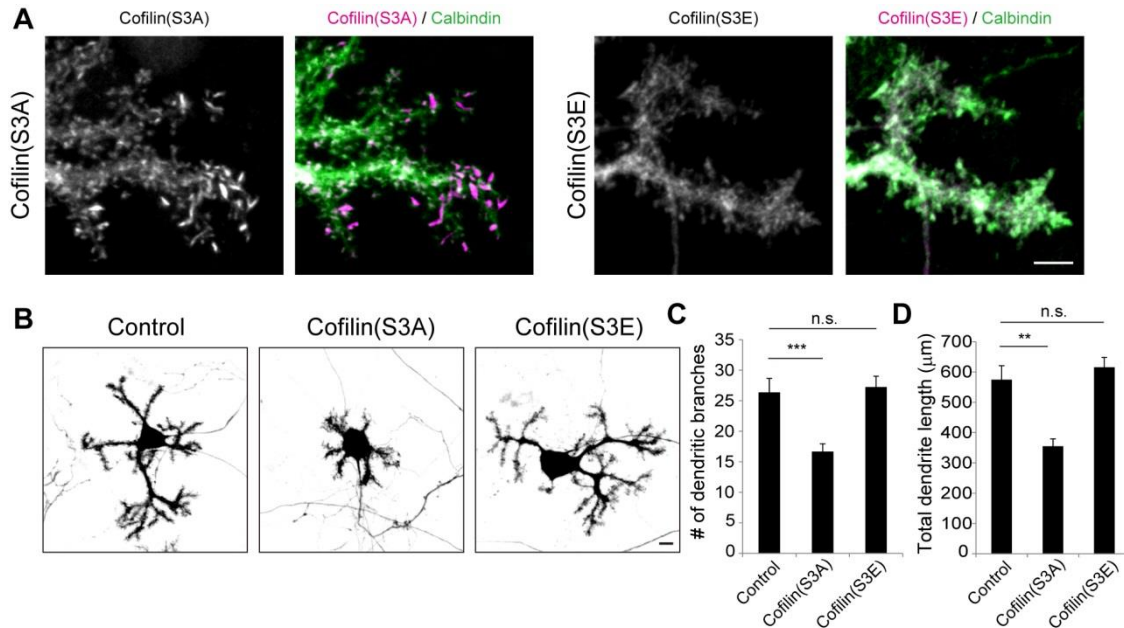 A
Cofilin(S3A)
Cofilin(S3A) / Calbindin
Cofilin(S3E)
Cofilin(S3E) / Calbindin
Cofilin(S3A)
Cofilin(S3E)
B
Control
Cofilin(S3A)
Cofilin(S3E)
C
n.s.
***
# of dendritic branches
35
30
25
20
15
10
5
0
Control
Cofilin(S3A)
Cofilin(S3E)
D
n.s.
**
Total dendrite length (μm)
700
600
500
400
300
200
100
0
Control
Cofilin(S3A)
Cofilin(S3E)